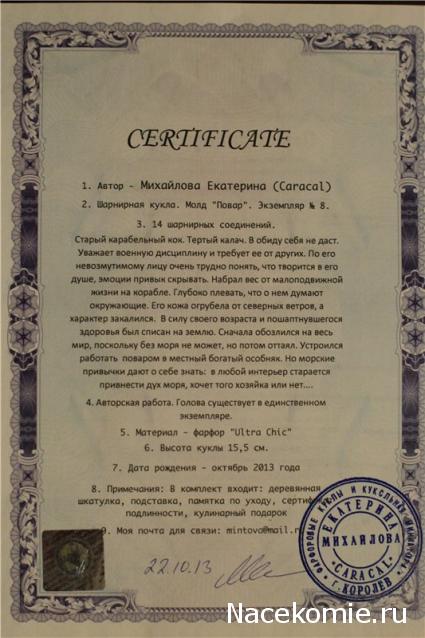 CERTIFICATE
1. Автор - Михайлова Екатерина (Caracal)
2. Шарнирная кукла. Молд "Повар". Экземпляр № 8.
3. 14 шарнирных соединений.
Старый карабельный кок. Тертый калач. В обиду себя не даст.
Уважает военную дисциплину и требует ее от других. По его
невозмутимому лицу очень трудно понять, что творится в его
душе, эмоции привык скрывать. Набрал вес от малоподвижной
жизни на корабле. Глубоко плевать, что о нем думают
окружающие. Его кожа огрубела от северных ветров, а
характер закалился. В силу своего возраста и пошатнувшегося
здоровья был списан на землю. Сначала обозлился на весь
мир, поскольку без моря не может, но потом оттаял. Устроился
работать поваром в местный богатый особняк. Но морские
привычки дают о себе знать: в любой интерьер старается
привнести дух моря, хочет того хозяйка или нет....
4. Авторская работа. Голова существует в единственном
экземпляре.
5. Материал - фарфор "Ultra Chic"
6. Высота куклы 15,5 см.
7. Дата рождения - октябрь 2013 года
8. Примечания: В комплект входит: деревянная
шкатулка, подставка, памятка по уходу, сертификат
подлинности, кулинарный подарок
9. Моя почта для связи: mintova@mail.r
22.10.13
ФАРФОРОВЫЕ КУКЛЫ И КУКОЛЬНАЯ МИНИАТЮРА
ЕКАТЕРИНА
МИХАЙЛОВА
CARACAL
Г. КОРОЛЕВ
Nacekomie.ru